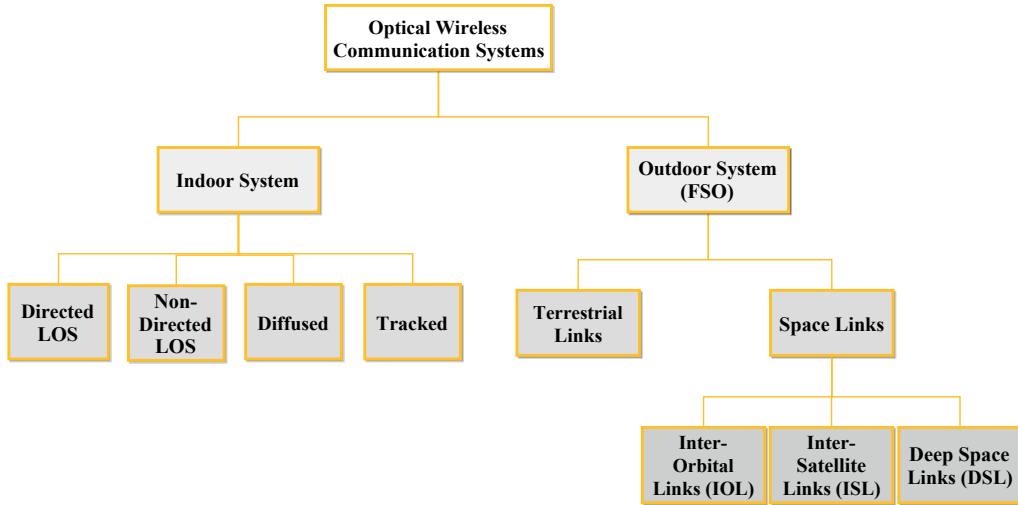 Optical Wireless
Communication Systems
Indoor System
Outdoor System
(FSO)
Directed
LOS
Non-
Directed
LOS
Diffused
Tracked
Terrestrial
Links
Space Links
Inter-
Orbital
Links (IOL)
Inter-
Satellite
Links (ISL)
Deep Space
Links (DSL)